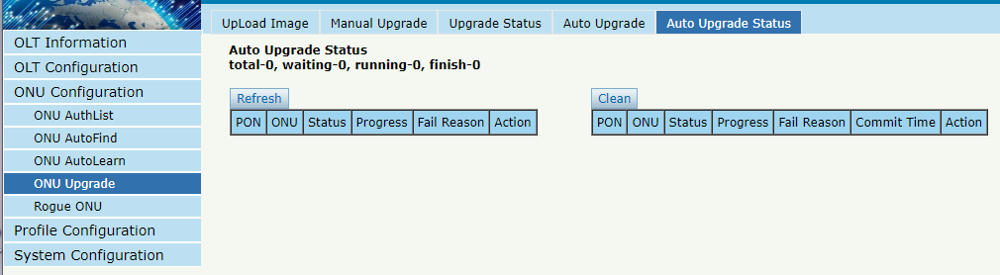 UpLoad Image Manual Upgrade Upgrade Status Auto Upgrade Auto Upgrade Status
OLT Information
OLT Configuration
ONU Configuration
ONU AuthList
ONU AutoFind
ONU AutoLearn
ONU Upgrade
Rogue ONU
Profile Configuration
System Configuration
Auto Upgrade Status
total-0, waiting-0, running-0, finish-0
Refresh
PON ONU Status Progress Fail Reason Action
Clean
PON ONU Status Progress Fail Reason Commit Time Action